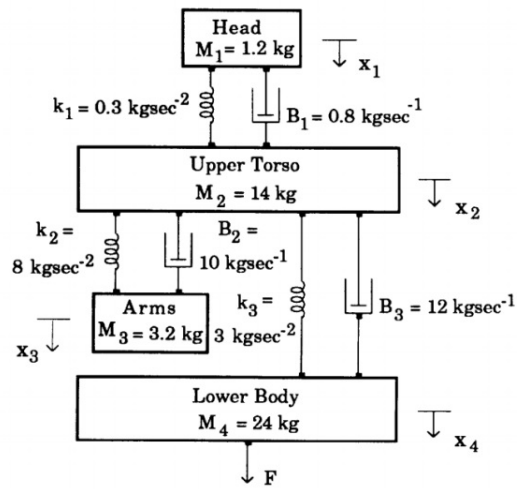 Head
M₁= 1.2 kg
x₁
k₁ = 0.3 kgsec⁻²
B₁= 0.8 kgsec⁻¹
Upper Torso
M₂ = 14 kg
x₂
k₂ =
8 kgsec⁻²
B₂ =
10 kgsec⁻¹
Arms
M₃= 3.2 kg
x₃
k₃ =
3 kgsec⁻²
B₃ = 12 kgsec⁻¹
Lower Body
M₄ = 24 kg
x₄
F